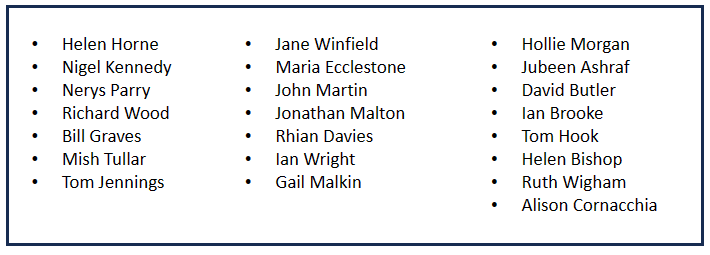 • Helen Horne
• Nigel Kennedy
• Nerys Parry
• Richard Wood
• Bill Graves
• Mish Tullar
• Tom Jennings
• Jane Winfield
• Maria Ecclestone
• John Martin
• Jonathan Malton
• Rhian Davies
• Ian Wright
• Gail Malkin
• Hollie Morgan
• Jubeen Ashraf
• David Butler
• Ian Brooke
• Tom Hook
• Helen Bishop
• Ruth Wigham
• Alison Cornacchia